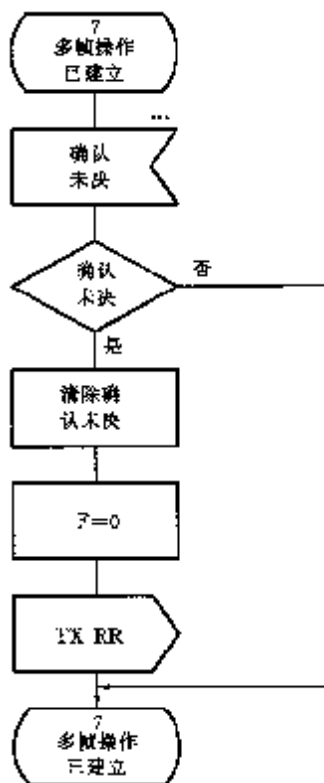 7
多帧操作
已建立
确认
未决
确认
未决
否
是
清除确
认未决
F=0
TX RR
7
多帧操作
已建立